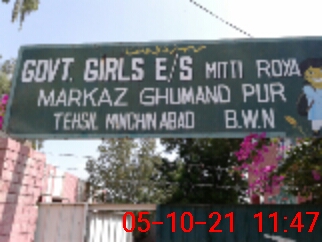 GOVT. GIRLS E/S MITTI ROYA
MARKAZ GHUMAND PUR
TEHSIL MINCHINABAD B.W.N
05-10-21 11:47